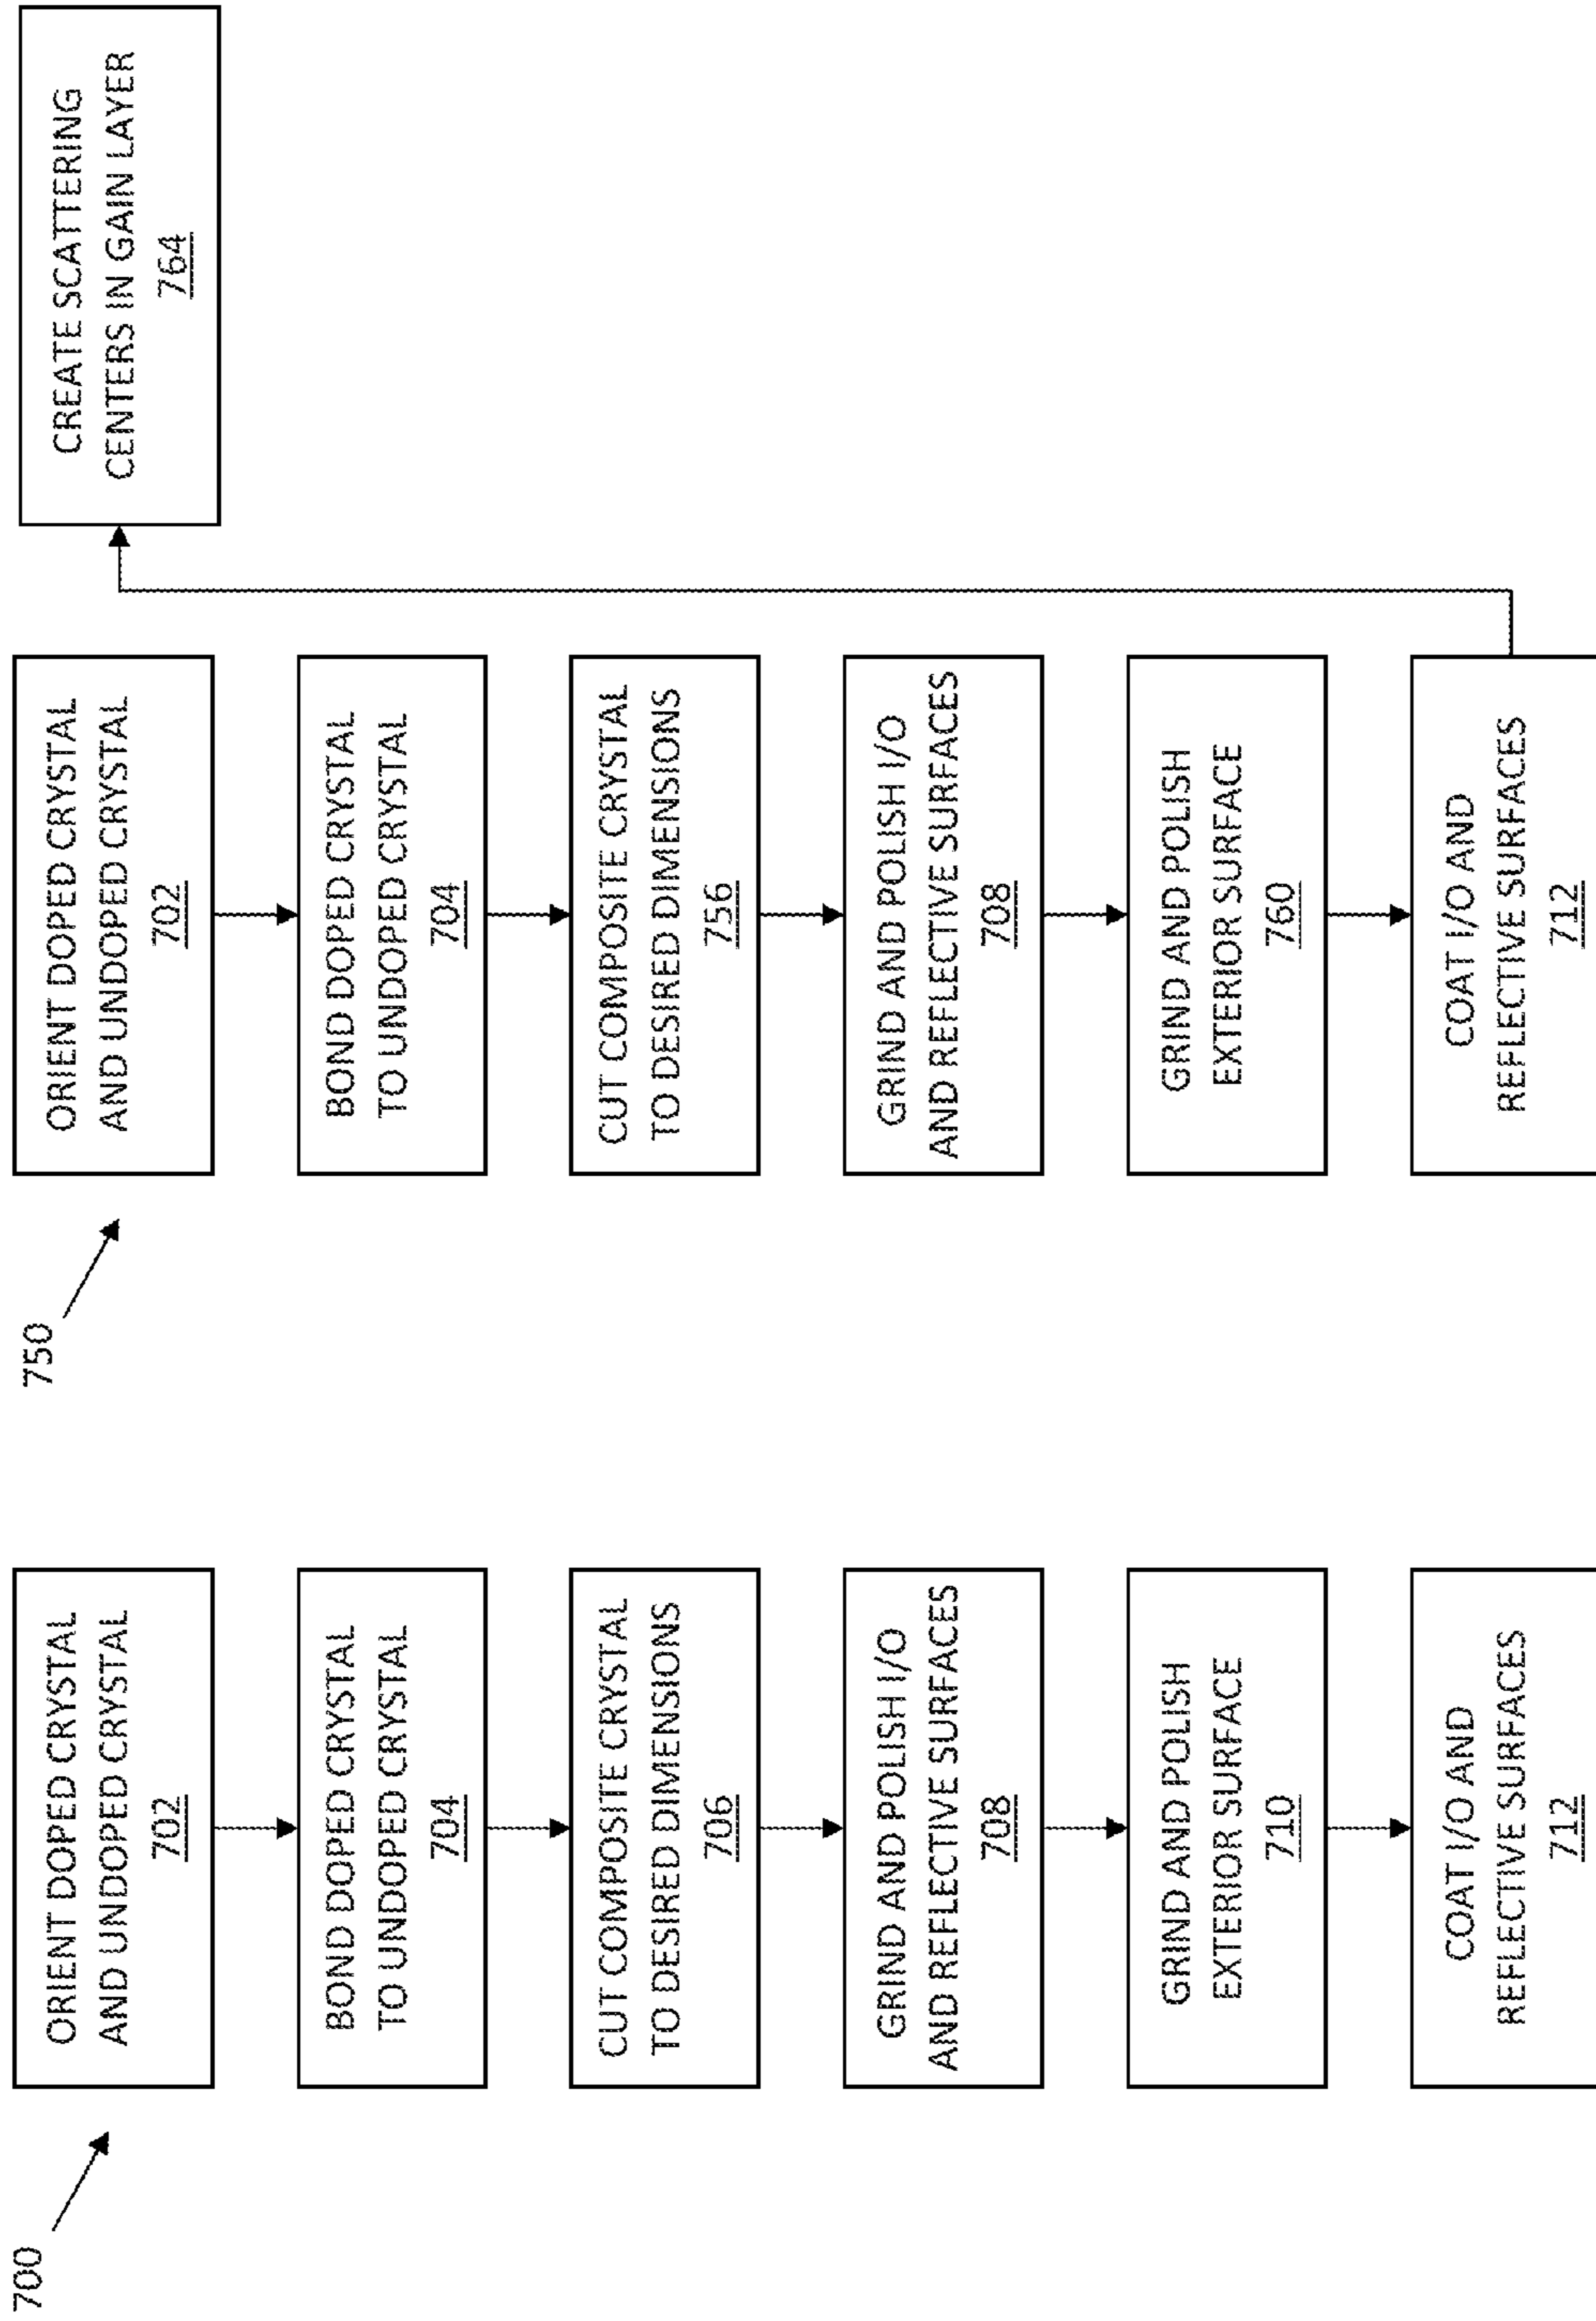 700
ORIENT DOPED CRYSTAL
AND UNDOPED CRYSTAL
702
BOND DOPED CRYSTAL
TO UNDOPED CRYSTAL
704
CUT COMPOSITE CRYSTAL
TO DESIRED DIMENSIONS
706
GRIND AND POLISH I/O
AND REFLECTIVE SURFACES
708
GRIND AND POLISH
EXTERIOR SURFACE
710
COAT I/O AND
REFLECTIVE SURFACES
712
750
ORIENT DOPED CRYSTAL
AND UNDOPED CRYSTAL
702
BOND DOPED CRYSTAL
TO UNDOPED CRYSTAL
704
CUT COMPOSITE CRYSTAL
TO DESIRED DIMENSIONS
756
GRIND AND POLISH I/O
AND REFLECTIVE SURFACES
708
GRIND AND POLISH
EXTERIOR SURFACE
760
COAT I/O AND
REFLECTIVE SURFACES
712
CREATE SCATTERING
CENTERS IN GAIN LAYER
764